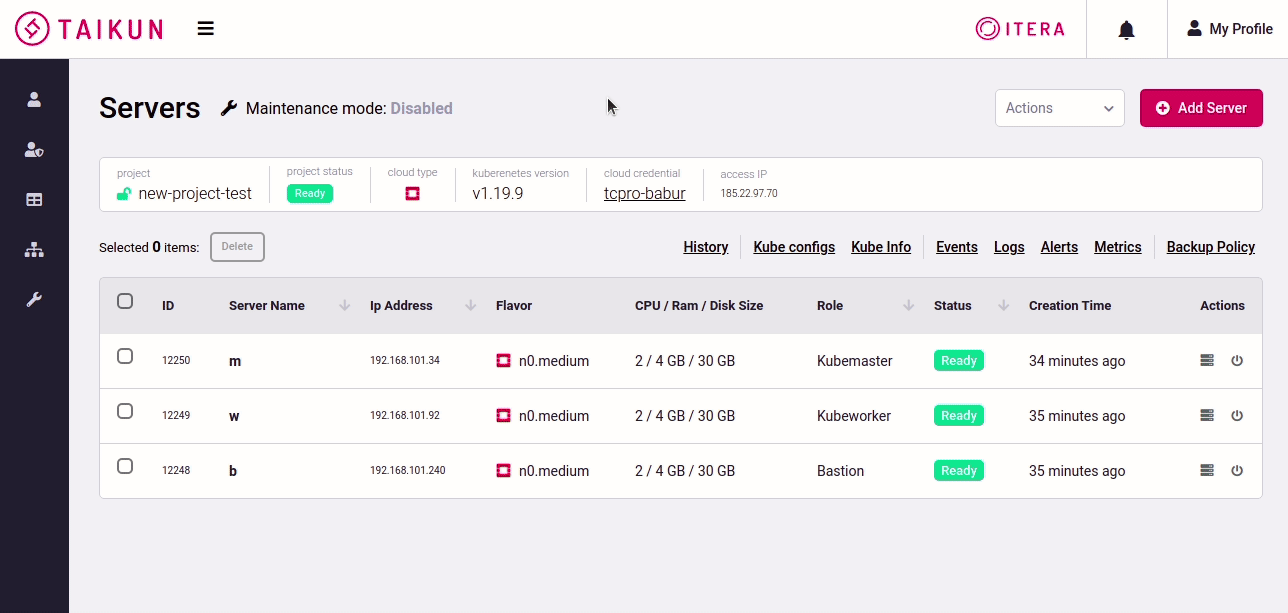 TAIKUN
ITERA
My Profile
Servers
Maintenance mode: Disabled
Actions
Add Server
project
new-project-test
project status
Ready
cloud type
kuberenetes version
v1.19.9
cloud credential
tcpro-babur
access IP
185.22.97.70
Selected 0 items: Delete
History Kube configs Kube Info Events Logs Alerts Metrics Backup Policy
ID Server Name Ip Address Flavor CPU / Ram / Disk Size Role Status Creation Time Actions
12250 m 192.168.101.34 n0.medium 2 / 4 GB / 30 GB Kubemaster Ready 34 minutes ago
12249 w 192.168.101.92 n0.medium 2 / 4 GB / 30 GB Kubeworker Ready 35 minutes ago
12248 b 192.168.101.240 n0.medium 2 / 4 GB / 30 GB Bastion Ready 35 minutes ago